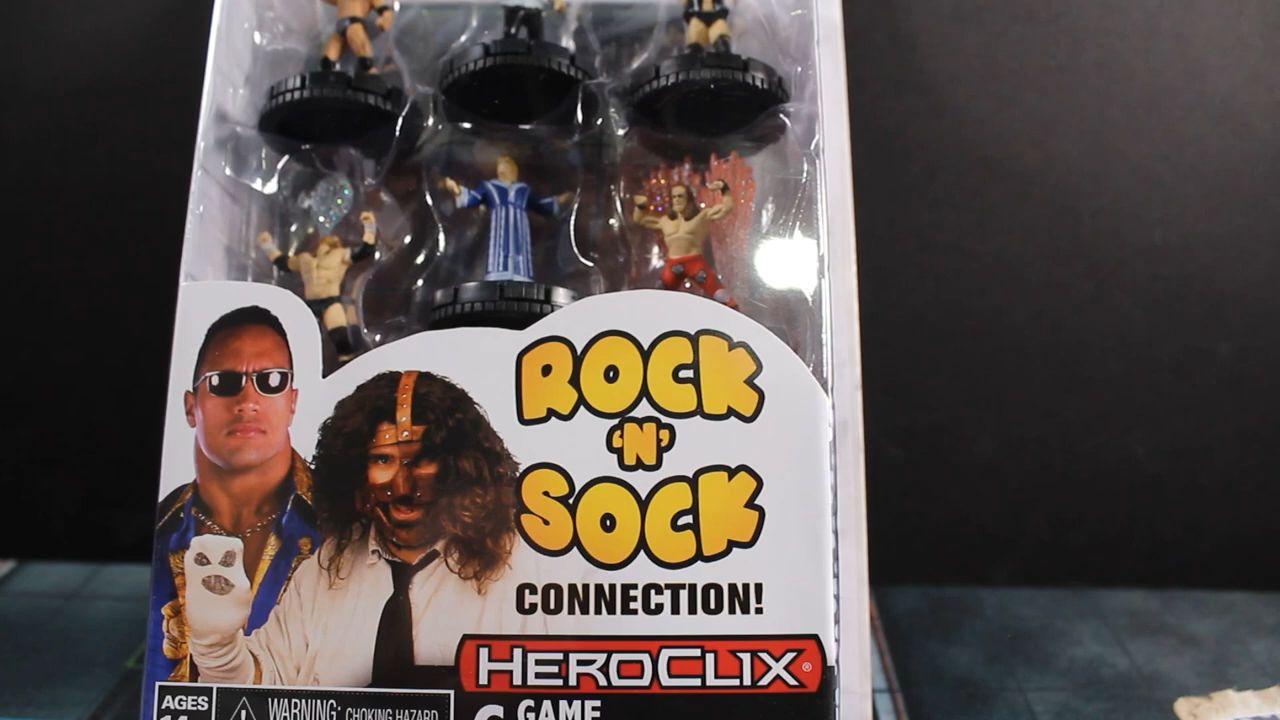 ROCK
'N'
SOCK
CONNECTION!
HEROCLIX®
AGES
WARNING: CHOKING HAZARD
GAME